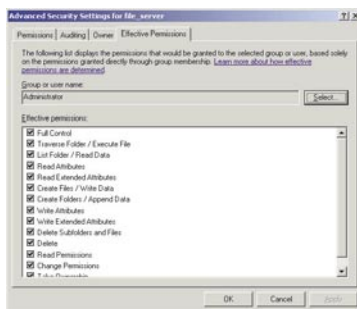 Advanced Security Settings for file_server
Permissions Auditing Owner Effective Permissions
The following list displays the permissions that would be granted to the selected group or user, based solely
on the permissions granted directly through group membership. Learn more about how effective
permissions are determined.
Group or user name:
Administrator Select...
Effective permissions:
Full Control
Traverse Folder / Execute File
List Folder / Read Data
Read Attributes
Read Extended Attributes
Create Files / Write Data
Create Folders / Append Data
Write Attributes
Write Extended Attributes
Delete Subfolders and Files
Delete
Read Permissions
Change Permissions
Take Ownership
OK Cancel Apply